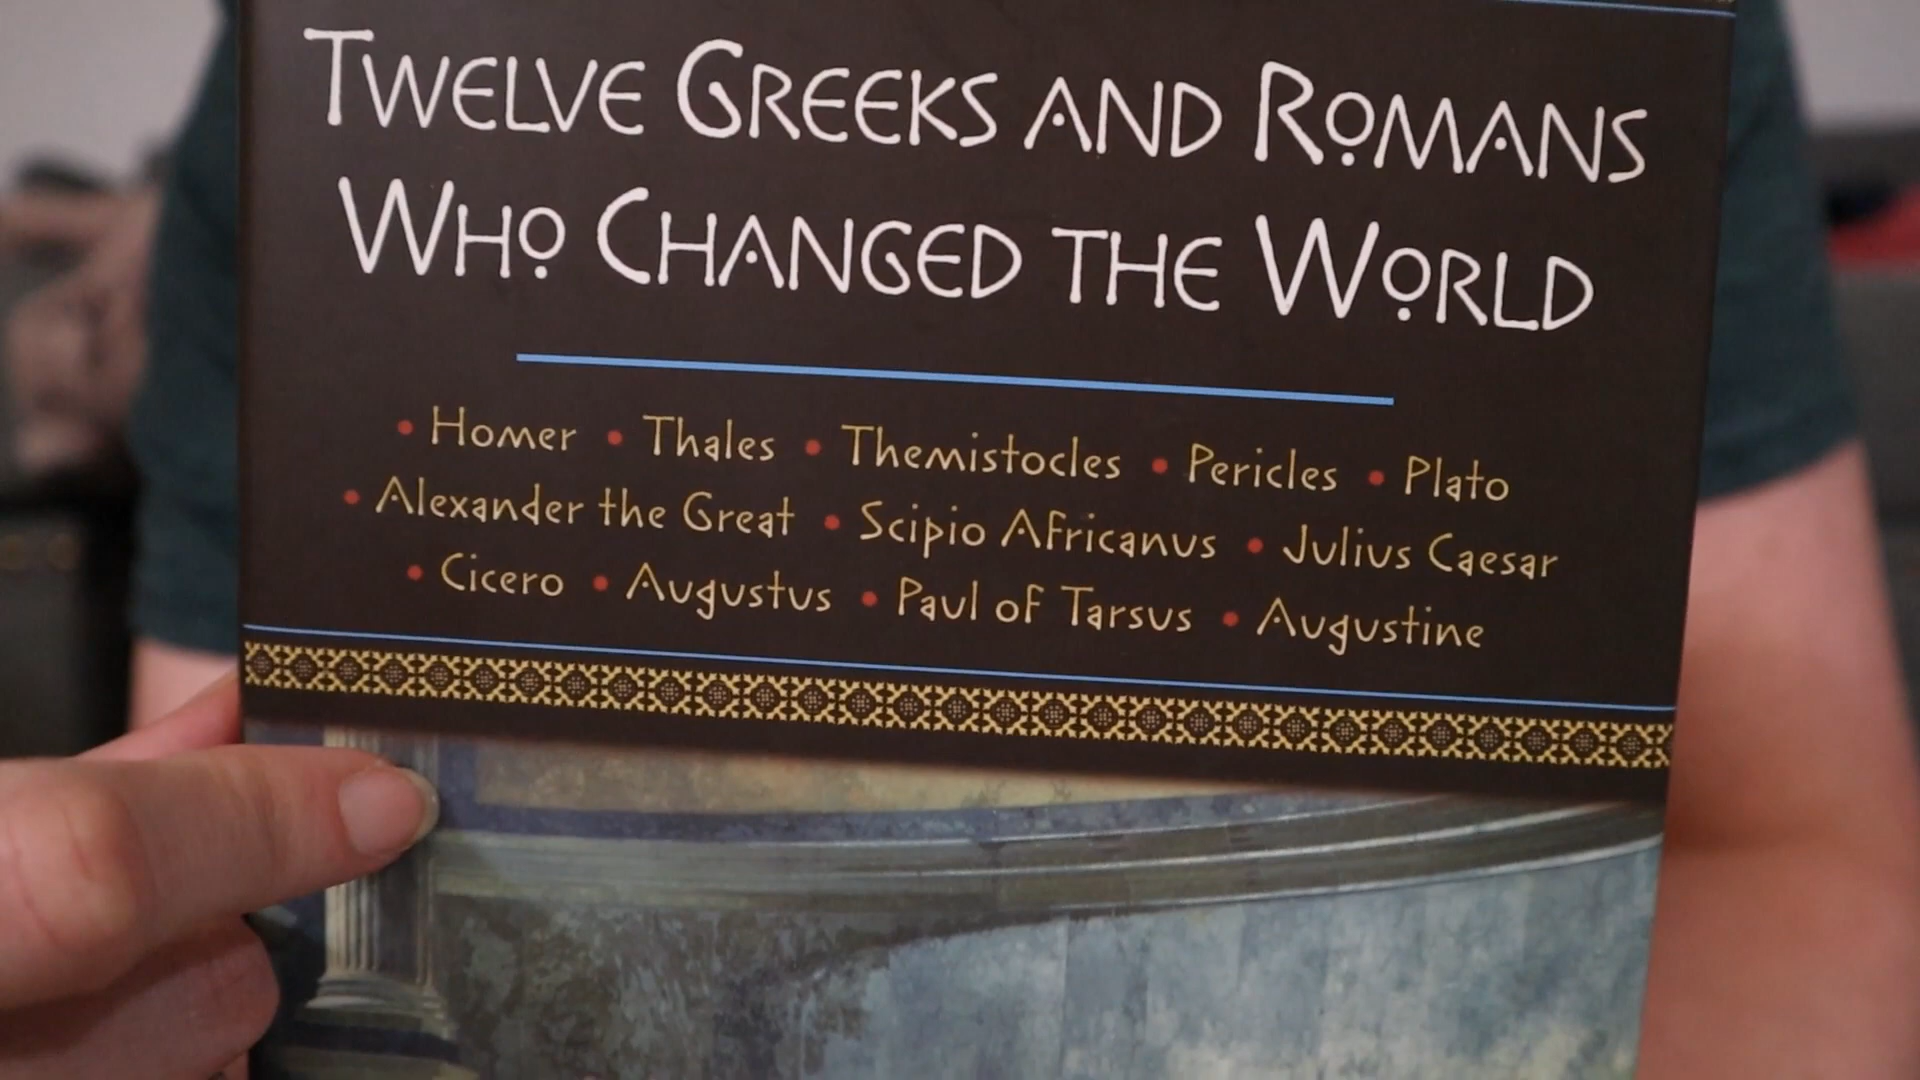 Twelve Greeks and Romans
Who Changed the World
• Homer • Thales • Themistocles • Pericles • Plato
• Alexander the Great • Scipio Africanus • Julius Caesar
• Cicero • Augustus • Paul of Tarsus • Augustine